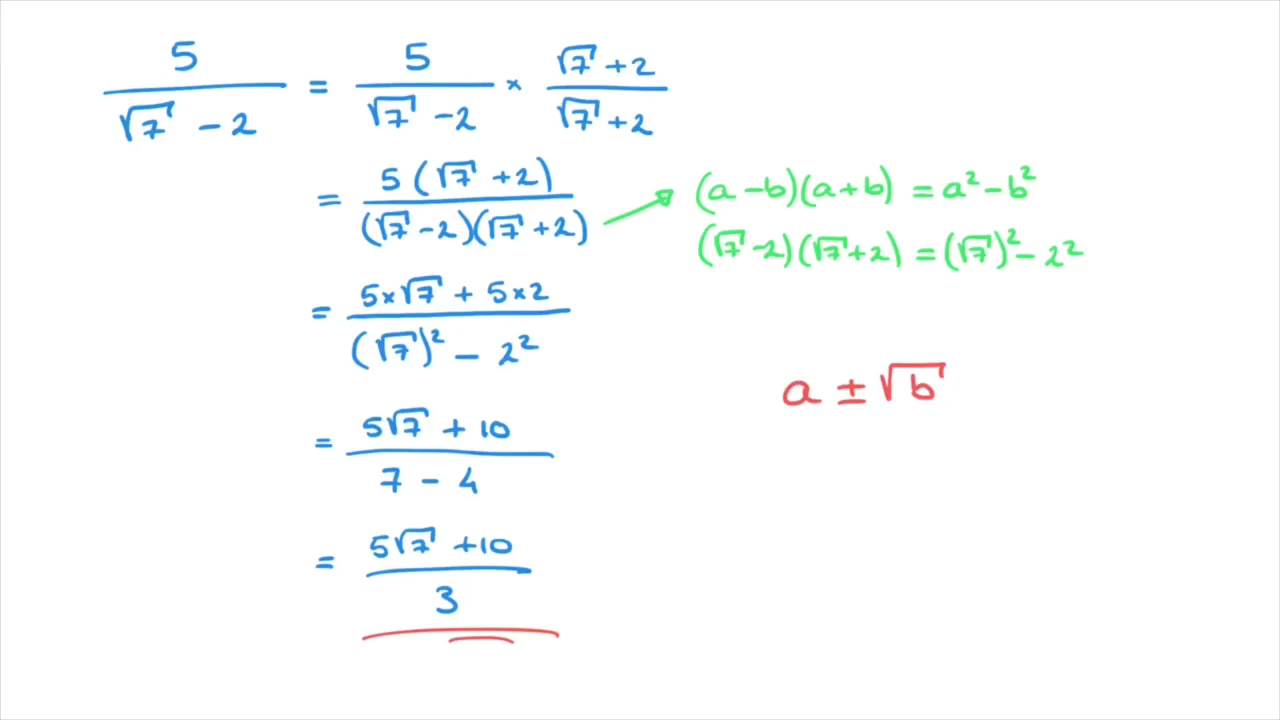 5/(√7 - 2) = 5/(√7 - 2) × (√7 + 2)/(√7 + 2)
= 5(√7 + 2)/((√7 - 2)(√7 + 2))
(a - b)(a + b) = a² - b²
(√7 - 2)(√7 + 2) = (√7)² - 2²
= (5×√7 + 5×2)/((√7)² - 2²)
a ± √b
= (5√7 + 10)/(7 - 4)
= (5√7 + 10)/3